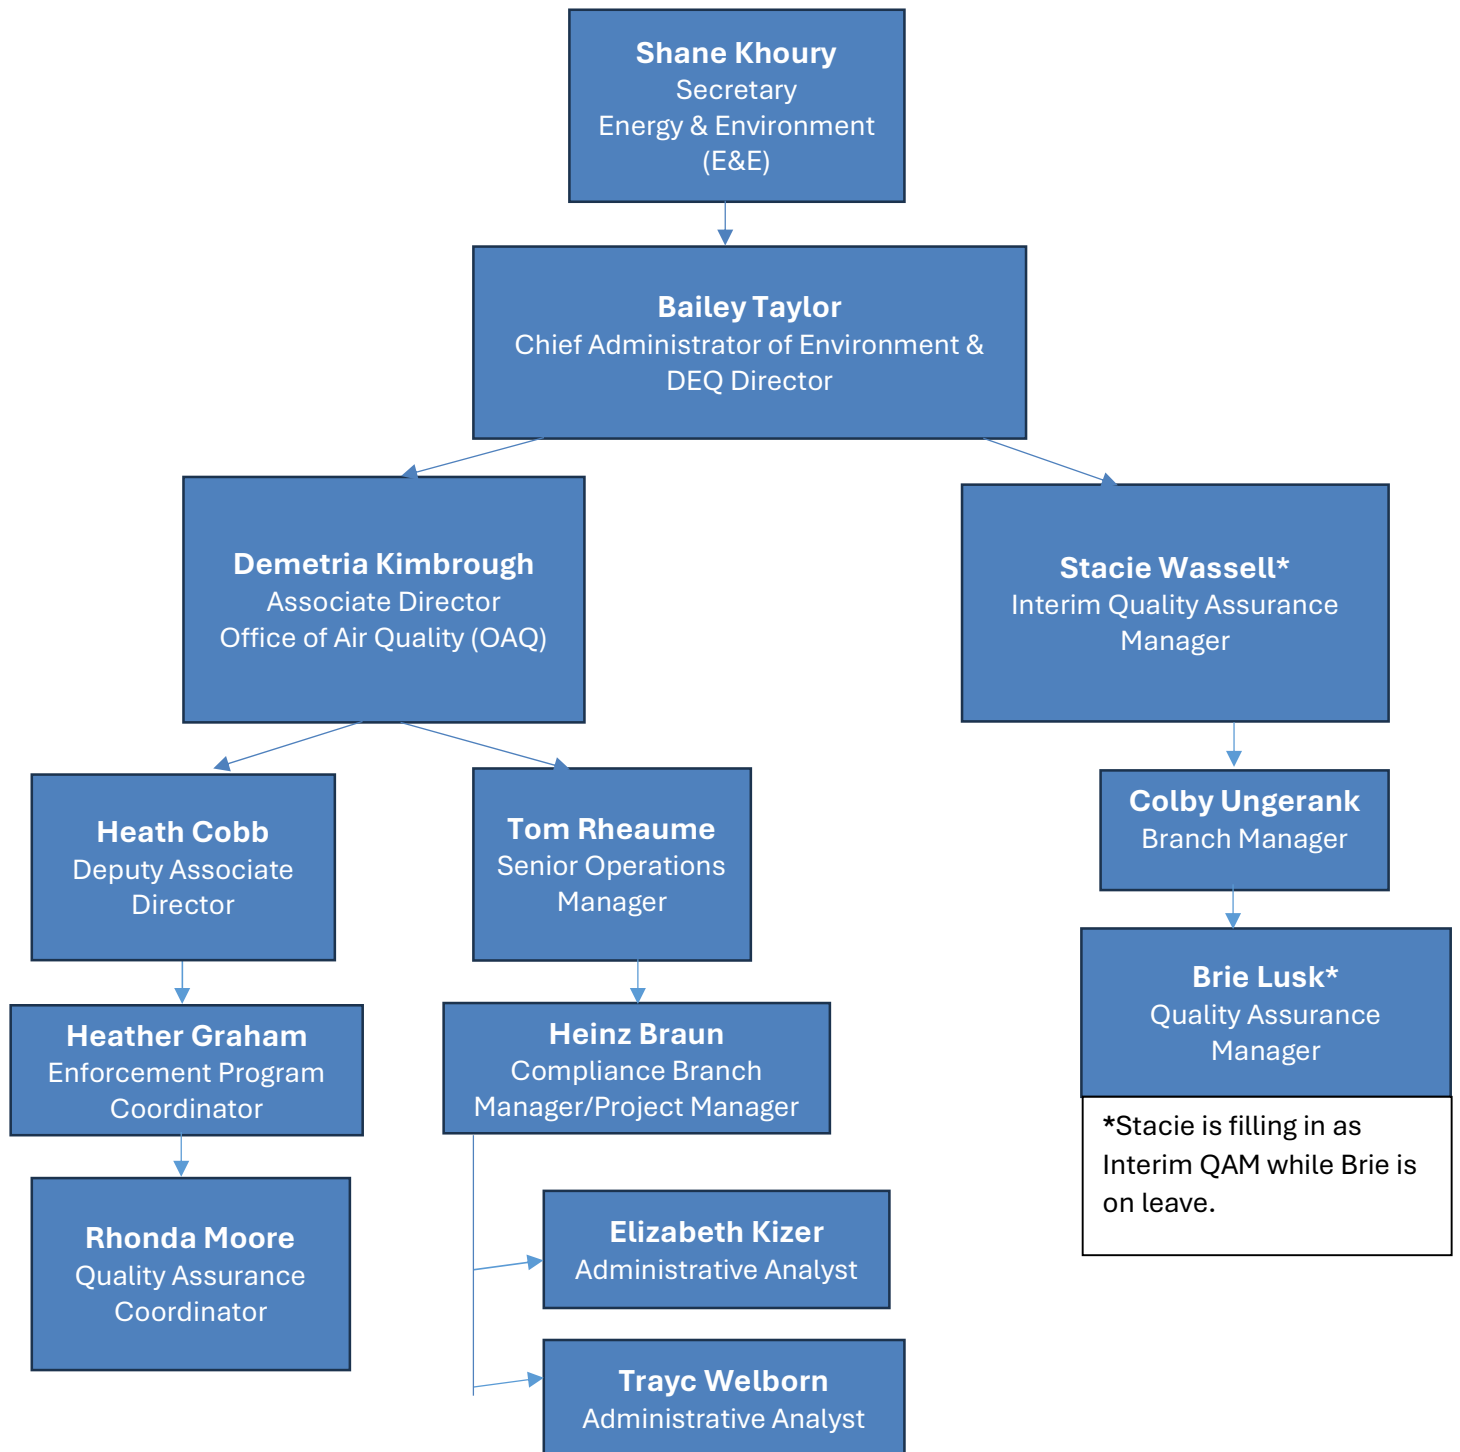 Shane Khoury
Secretary
Energy & Environment
(E&E)
Bailey Taylor
Chief Administrator of Environment &
DEQ Director
Demetria Kimbrough
Associate Director
Office of Air Quality (OAQ)
Stacie Wassell*
Interim Quality Assurance
Manager
Heath Cobb
Deputy Associate
Director
Tom Rheaume
Senior Operations
Manager
Colby Ungerank
Branch Manager
Heather Graham
Enforcement Program
Coordinator
Heinz Braun
Compliance Branch
Manager/Project Manager
Brie Lusk*
Quality Assurance
Manager
*Stacie is filling in as
Interim QAM while Brie is
on leave.
Rhonda Moore
Quality Assurance
Coordinator
Elizabeth Kizer
Administrative Analyst
Trayc Welborn
Administrative Analyst